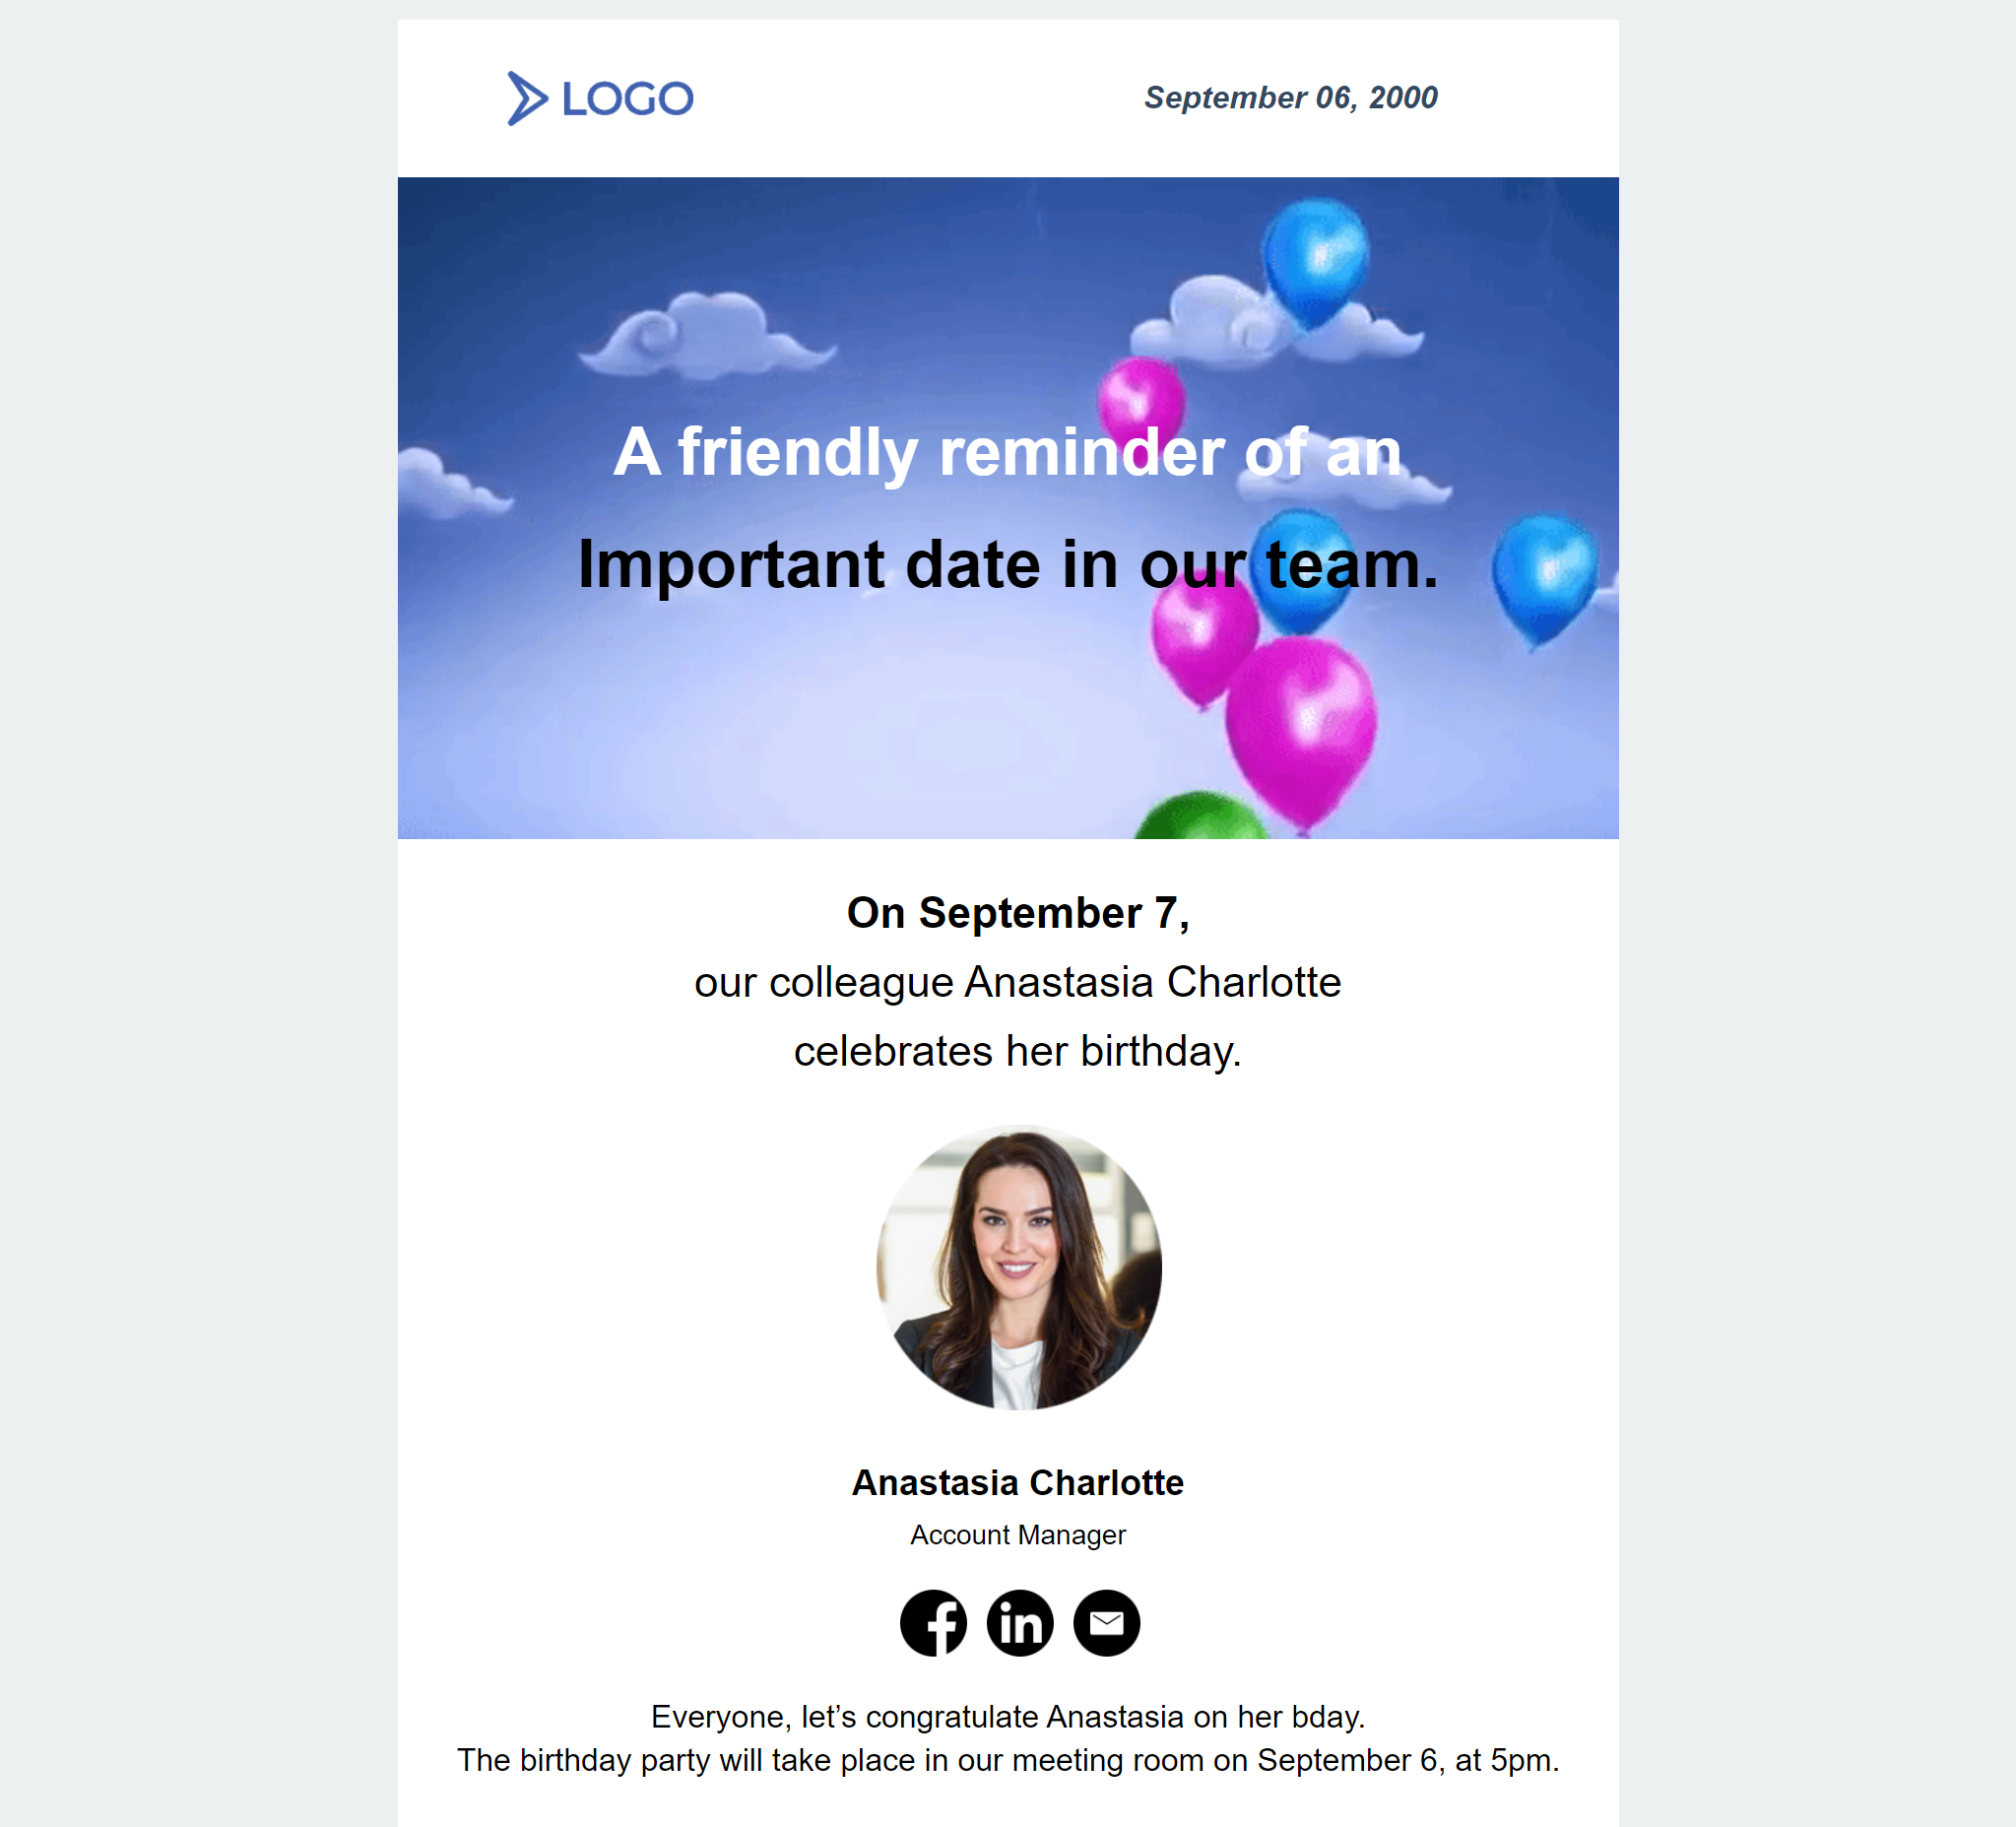 LOGO
September 06, 2000
A friendly reminder of an
Important date in our team.
On September 7,
our colleague Anastasia Charlotte
celebrates her birthday.
Anastasia Charlotte
Account Manager
f in
Everyone, let’s congratulate Anastasia on her bday.
The birthday party will take place in our meeting room on September 6, at 5pm.